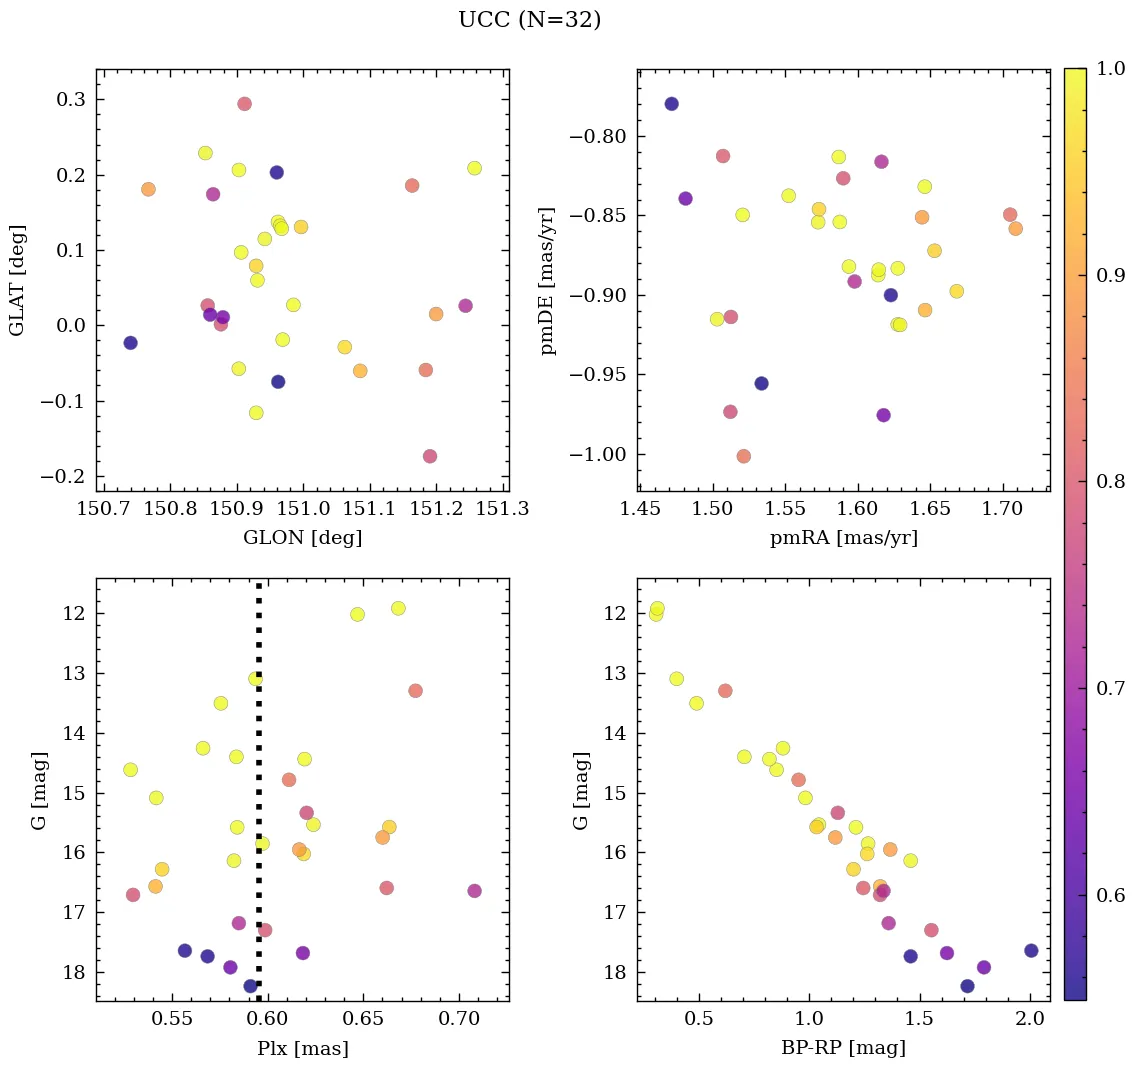 UCC (N=32)
0.3
0.2
0.1
0.0
−0.1
−0.2
GLAT [deg]
150.7 150.8 150.9 151.0 151.1 151.2 151.3
GLON [deg]
−0.80
−0.85
−0.90
−0.95
−1.00
pmDE [mas/yr]
1.45 1.50 1.55 1.60 1.65 1.70
pmRA [mas/yr]
12
13
14
15
16
17
18
G [mag]
0.55 0.60 0.65 0.70
Plx [mas]
12
13
14
15
16
17
18
G [mag]
0.5 1.0 1.5 2.0
BP-RP [mag]
1.0
0.9
0.8
0.7
0.6